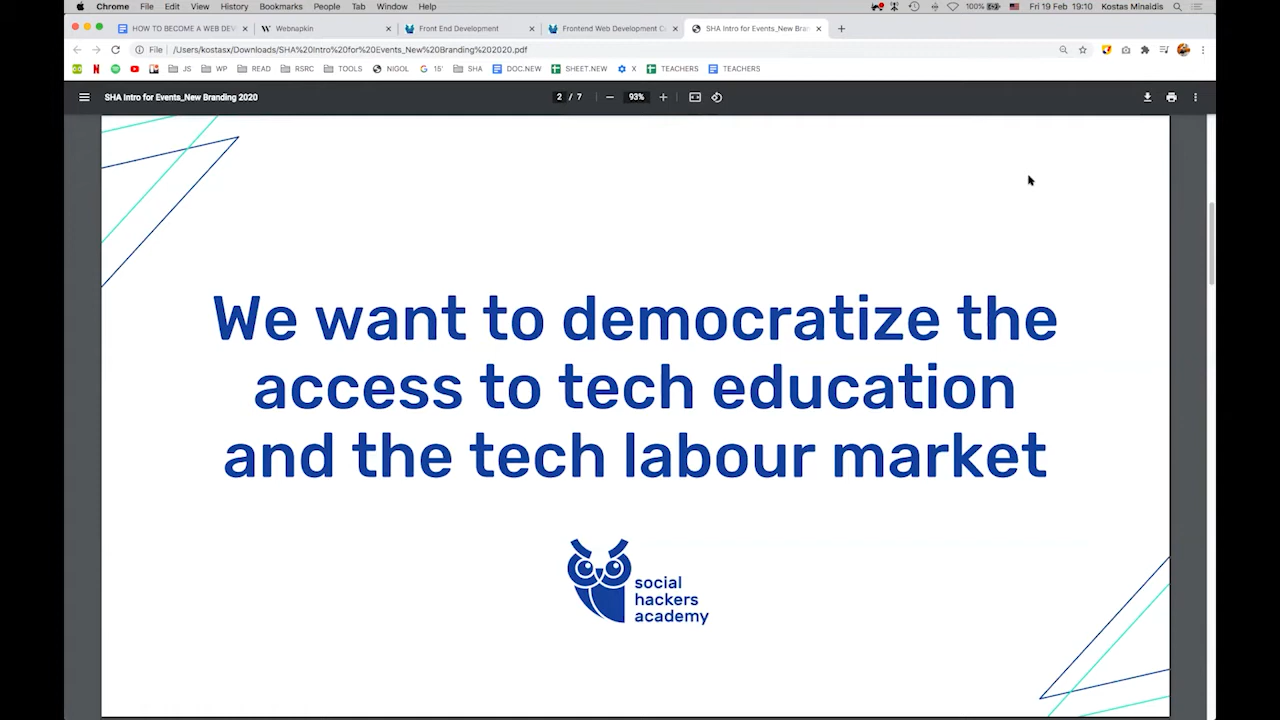 Chrome File Edit View History Bookmarks People Tab Window Help 100% Fri 19 Feb 19:10 Kostas Minaidis
HOW TO BECOME A WEB DEV Webnapkin Front End Development Frontend Web Development Co SHA Intro for Events_New Bran
File /Users/kostasx/Downloads/SHA%20Intro%20for%20Events_New%20Branding%202020.pdf
JS WP READ RSRC TOOLS NIGOL 15' SHA DOC.NEW SHEET.NEW X TEACHERS TEACHERS
SHA Intro for Events_New Branding 2020 2 / 7 93%
We want to democratize the
access to tech education
and the tech labour market
social
hackers
academy